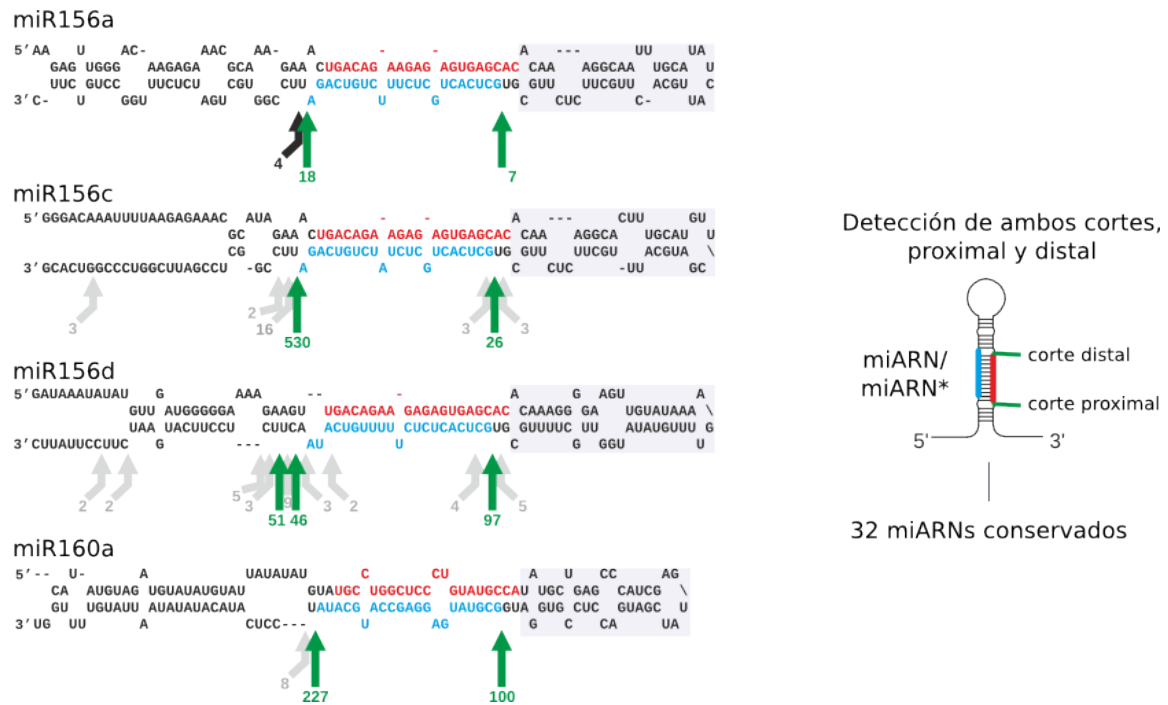 miR156a
5’AA U AC- AAC AA- A - - A --- UU UA
GAG UGGG AAGAGA GCA GAA CUGACAG AAGAG AGUGAGCAC CAA AGGCAA UGCA U
UUC GUCC UUCUCU CGU CUU GACUGUC UUCUC UCACUCGUG GUU UUCGUU ACGU C
3’C- U GGU AGU GGC A U G C CUC C- UA
4
18
7
miR156c
5’GGGACAAAUUUUAAGAGAAAC AUA A - - A --- CUU GU
GC GAA CUGACAGA AGAG AGUGAGCAC CAA AGGCA UGCAU U
CG CUU GACUGUCU UCUC UCACUCGUG GUU UUCGU ACGUA \
3’GCACUGGCCCUGGCUUAGCCU -GC A A G C CUC -UU GC
3
2
16
530
3
26
3
miR156d
5’GAUAAAUAUAU G AAA -- - A G AGU A
GUU AUGGGGGA GAAGU UGACAGAA GAGAGUGAGCAC CAAAGG GA UGUAUAAA \
UAA UACUUCCU CUUCA ACUGUUUU CUCUCACUCGUG GUUUUC UU AUAUGUUU G
3’CUUAUUCCUUC G --- AU U C G GGU U
2
2
5
3
9
51
46
3
2
4
97
5
miR160a
5’-- U- A UAUAUAU C CU A U CC AG
CA AUGUAG UGUAUAUGUAU GUAUGC UGGCUCC GUAUGCCAU UGC GAG CAUCG \
GU UGUAUU AUAUAUACAUA UAUACG ACCGAGG UAUGCGGUA GUG CUC GUAGC U
3’UG UU A CUCC--- U AG G C CA UA
8
227
100
Detección de ambos cortes,
proximal y distal
miARN/
miARN*
corte distal
corte proximal
5'
3'
32 miARNs conservados